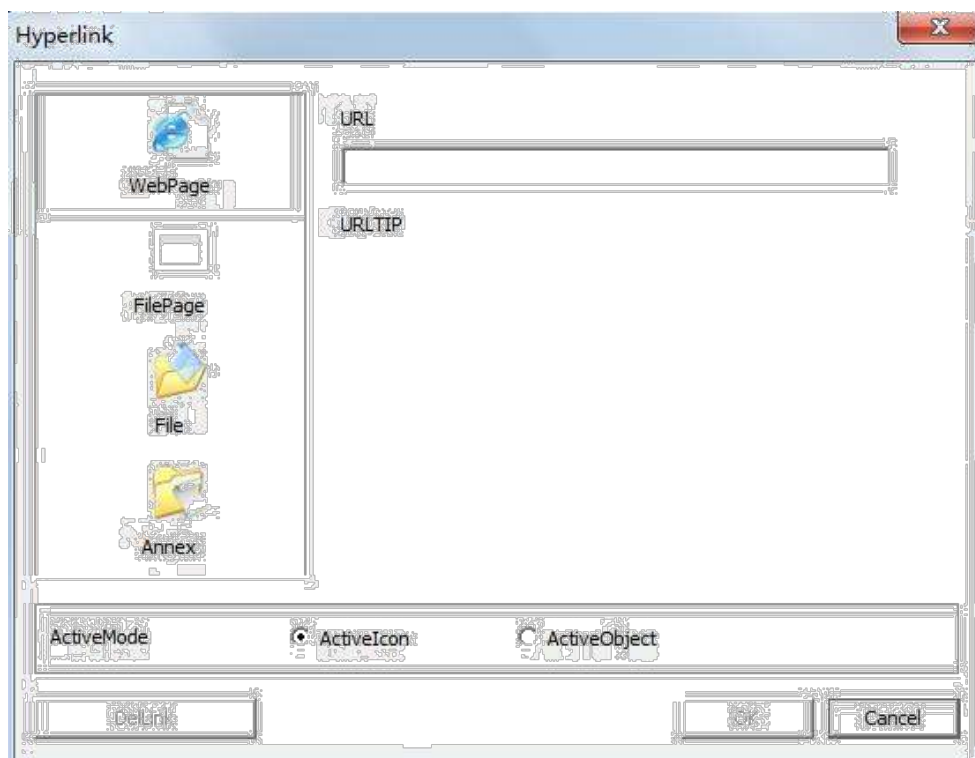 Hyperlink
WebPage
FilePage
File
Annex
URL
URLTIP
ActiveMode
ActiveIcon
ActiveObject
DelLink
OK
Cancel